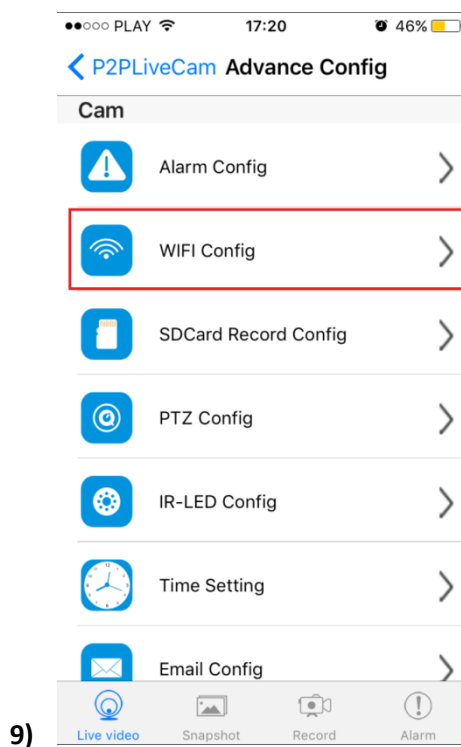 PLAY 17:20 46%
P2PLiveCam Advance Config
Cam
Alarm Config
WIFI Config
SDCard Record Config
PTZ Config
IR-LED Config
Time Setting
Email Config
Live video Snapshot Record Alarm
9)